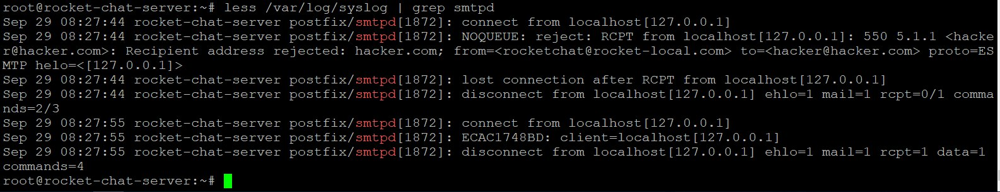 root@rocket-chat-server:~# less /var/log/syslog | grep smtpd
Sep 29 08:27:44 rocket-chat-server postfix/smtpd[1872]: connect from localhost[127.0.0.1]
Sep 29 08:27:44 rocket-chat-server postfix/smtpd[1872]: NOQUEUE: reject: RCPT from localhost[127.0.0.1]: 550 5.1.1 <hacke
r@hacker.com>: Recipient address rejected: hacker.com; from=<rocketchat@rocket-local.com> to=<hacker@hacker.com> proto=ES
MTP helo=<[127.0.0.1]>
Sep 29 08:27:44 rocket-chat-server postfix/smtpd[1872]: lost connection after RCPT from localhost[127.0.0.1]
Sep 29 08:27:44 rocket-chat-server postfix/smtpd[1872]: disconnect from localhost[127.0.0.1] ehlo=1 mail=1 rcpt=0/1 comma
nds=2/3
Sep 29 08:27:55 rocket-chat-server postfix/smtpd[1872]: connect from localhost[127.0.0.1]
Sep 29 08:27:55 rocket-chat-server postfix/smtpd[1872]: ECAC1748BD: client=localhost[127.0.0.1]
Sep 29 08:27:55 rocket-chat-server postfix/smtpd[1872]: disconnect from localhost[127.0.0.1] ehlo=1 mail=1 rcpt=1 data=1
commands=4
root@rocket-chat-server:~#